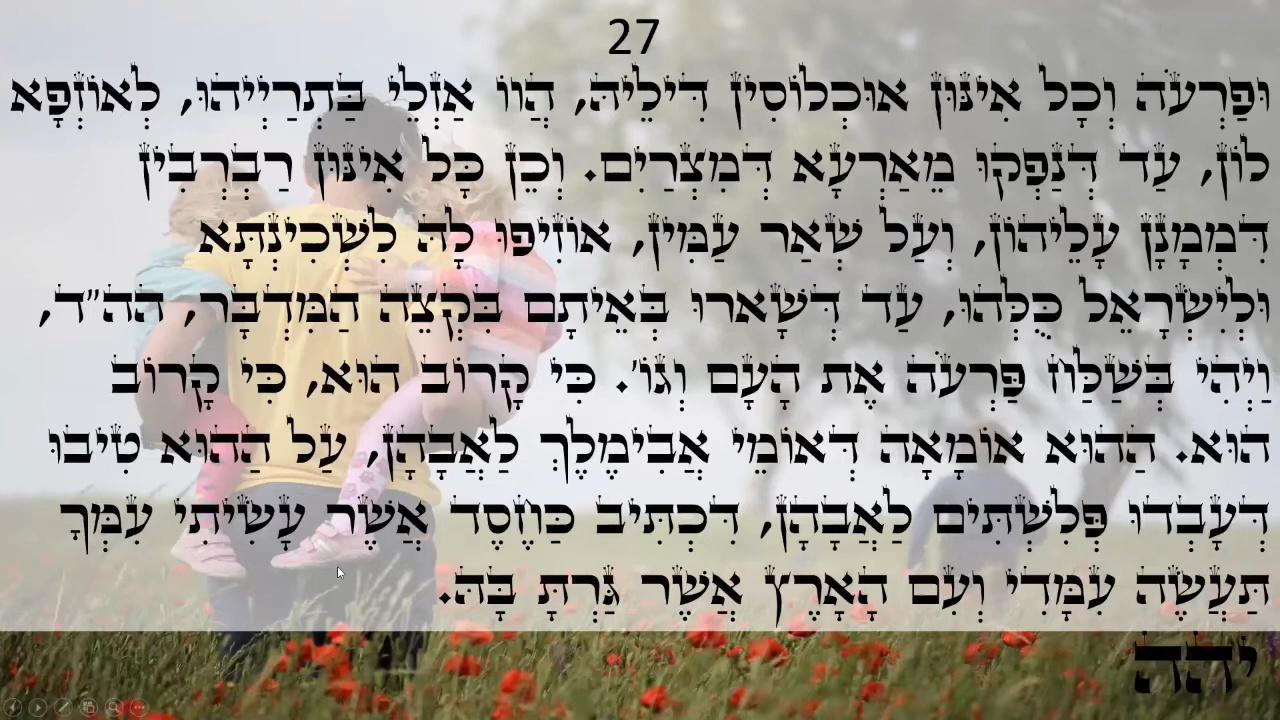 27
וּפַרְעֹה וְכָל אִינּוּן אוּכְלוֹסִין דִּילֵיהּ, הֲווֹ אַזְלֵי בַּתְרַיְיהוּ, לְאוֹזְפָא
לוֹן, עַד דְּנַפְקוּ מֵאַרְעָא דְּמִצְרַיִם. וְכֵן כָּל אִינּוּן רַבְרְבִין
דִּמְמָנָן עָלֵיהוֹן, וְעַל שְׁאַר עַמִּין, אוֹזִיפוּ לָהּ לִשְׁכִינְתָּא
וּלְיִשְׂרָאֵל כֻּלְּהוּ, עַד דְּשָׁארוּ בְּאֵיתָם בִּקְצֵה הַמִּדְבָּר, הה״ד,
וַיְהִי בְּשַׁלַּח פַּרְעֹה אֶת הָעָם וְגוֹ׳. כִּי קָרוֹב הוּא, כִּי קָרוֹב
הוּא. הַהוּא אוֹמָאָה דְּאוֹמֵי אֲבִימֶלֶךְ לַאֲבָהָן, עַל הַהוּא טִיבוּ
דְּעָבְדוּ פְּלִשְׁתִּים לַאֲבָהָן, דִּכְתִּיב כַּחֶסֶד אֲשֶׁר עָשִׂיתִי עִמְּךָ
תַּעֲשֶׂה עִמָּדִי וְעִם הָאָרֶץ אֲשֶׁר גַּרְתָּ בָּהּ.
יההה